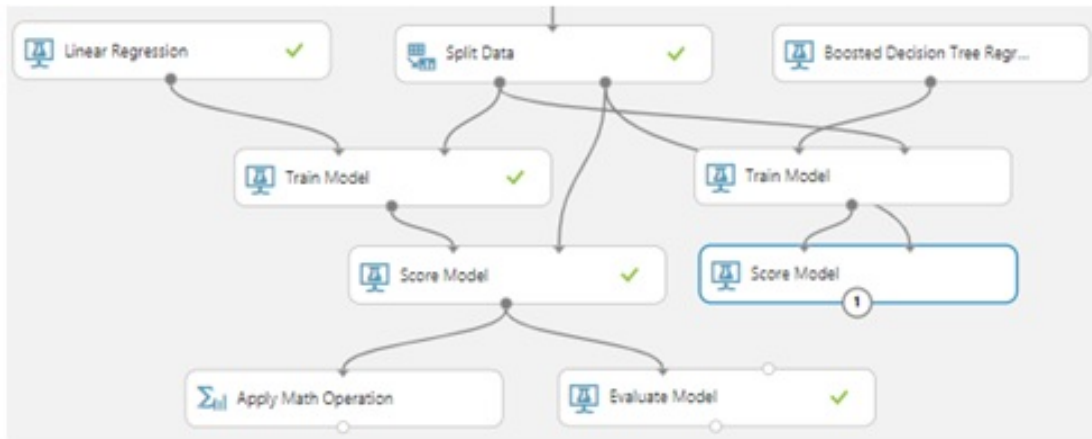 Linear Regression
Split Data
Boosted Decision Tree Regr...
Train Model
Train Model
Score Model
Score Model
1
Apply Math Operation
Evaluate Model